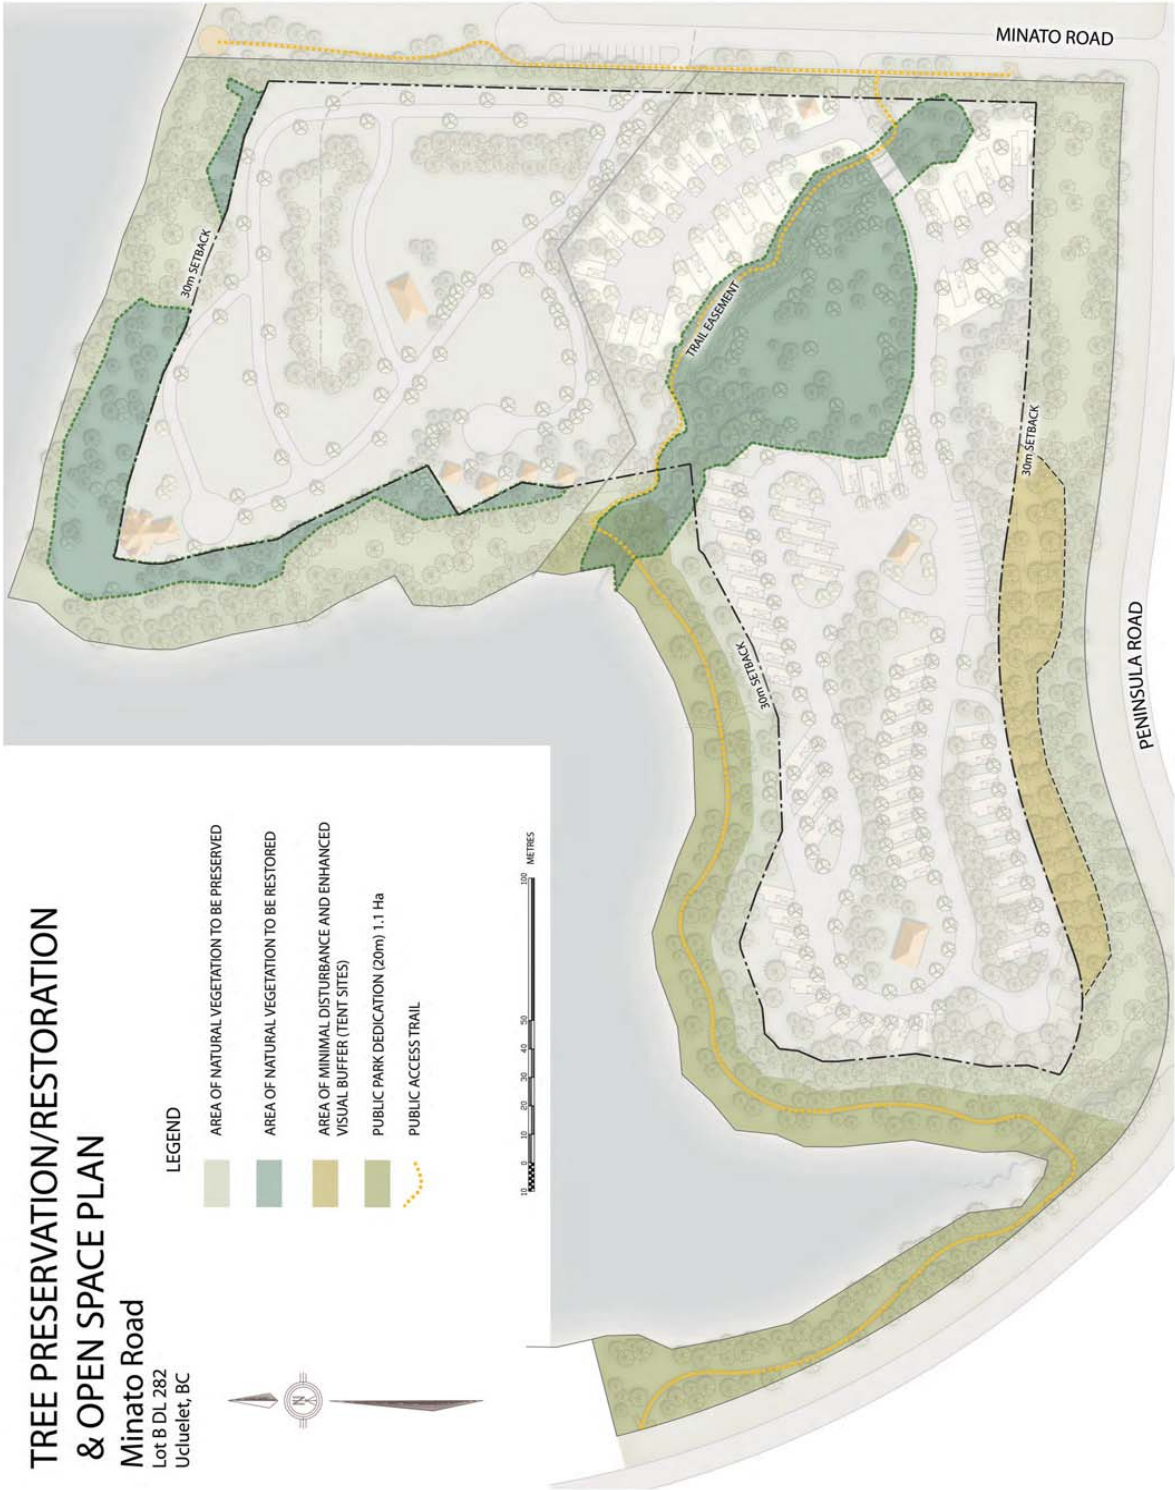 TREE PRESERVATION/RESTORATION
& OPEN SPACE PLAN
Minato Road
Lot B DL 282
Ucluelet, BC
LEGEND
AREA OF NATURAL VEGETATION TO BE PRESERVED
AREA OF NATURAL VEGETATION TO BE RESTORED
AREA OF MINIMAL DISTURBANCE AND ENHANCED
VISUAL BUFFER (TENT SITES)
PUBLIC PARK DEDICATION (20m) 1.1 Ha
PUBLIC ACCESS TRAIL
10 0 10 20 30 40 50 100 METRES
MINATO ROAD
30m SETBACK
TRAIL EASEMENT
30m SETBACK
30m SETBACK
PENINSULA ROAD